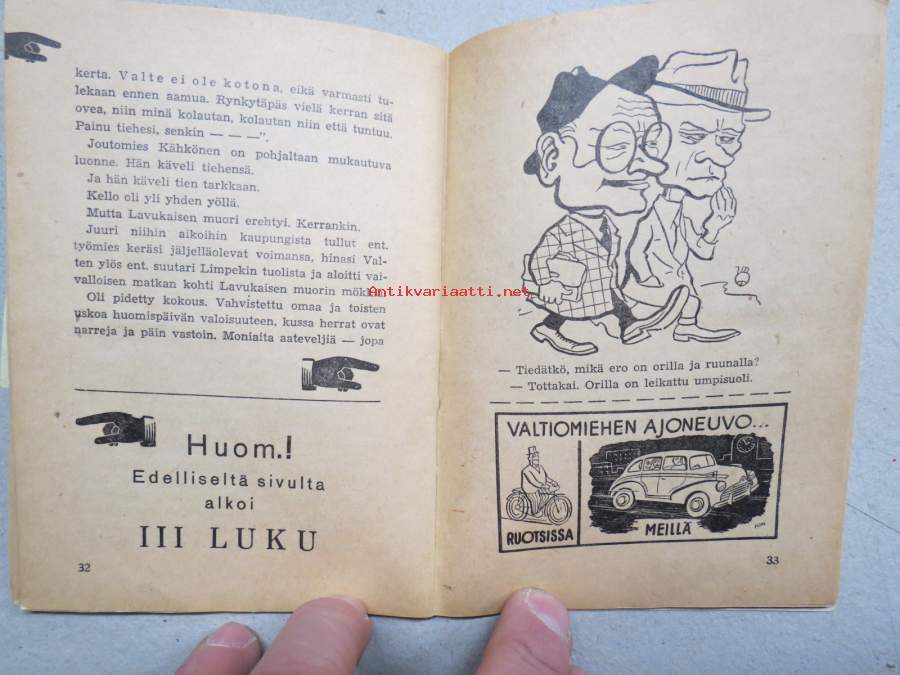 kerta. Valte ei ole kotona, eikä varmasti tu-
lekaan ennen aamua. Rynkytäpäs vielä kerran sitä
ovea, niin minä kolautan, kolautan niin että tuntuu.
Painu tiehesi, senkin — — —”.
Joutomies Kähkönen on pohjaltaan mukautuva
luonne. Hän käveli tiehensä.
Ja hän käveli tien tarkkaan.
Kello oli yli yhden yöllä.
Mutta Lavukaisen muori erehtyi. Kerrankin.
Juuri niihin aikoihin kaupungista tullut ent.
työmies keräsi jäljelläolevat voimansa, hinasi Val-
ten ylös ent. suutari Limpekin tuolista ja aloitti vai-
valloisen matkan kohti Lavukaisen muorin mökkiä.
Oli pidetty kokous. Vahvistettu omaa ja toisten
uskoa huomispäivän valoisuuteen, kussa herrat ovat
narreja ja päin vastoin. Moniaita aateveljiä — jopa
Huom.!
Edelliseltä sivulta
alkoi
III LUKU
32
Antikvariaatti.net
— Tiedätkö, mikä ero on orilla ja ruunalla?
— Tottakai. Orilla on leikattu umpisuoli.
VALTIOMIEHEN AJONEUVO...
RUOTSISSA
MEILLÄ
33